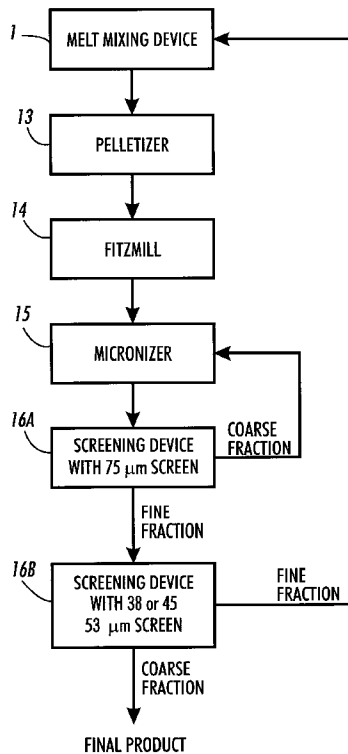 1
MELT MIXING DEVICE
13
PELLETIZER
14
FITZMILL
15
MICRONIZER
16A
SCREENING DEVICE
WITH 75 µm SCREEN
COARSE
FRACTION
FINE
FRACTION
16B
SCREENING DEVICE
WITH 38 or 45
53 µm SCREEN
FINE
FRACTION
COARSE
FRACTION
FINAL PRODUCT